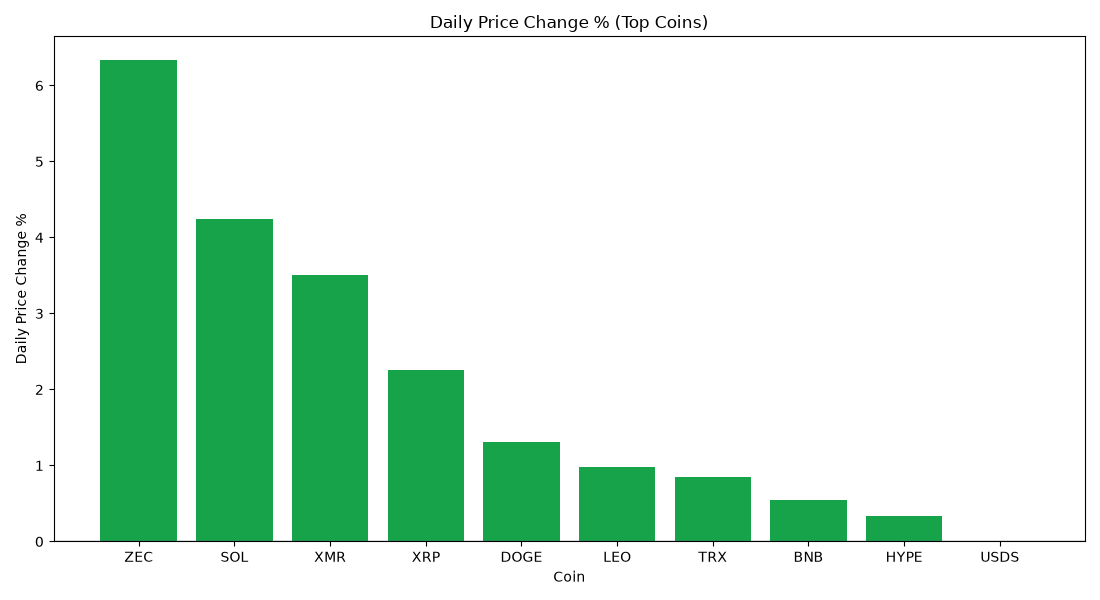 Daily Price Change % (Top Coins)
Daily Price Change %
6
5
4
3
2
1
0
ZEC SOL XMR XRP DOGE LEO TRX BNB HYPE USDS
Coin